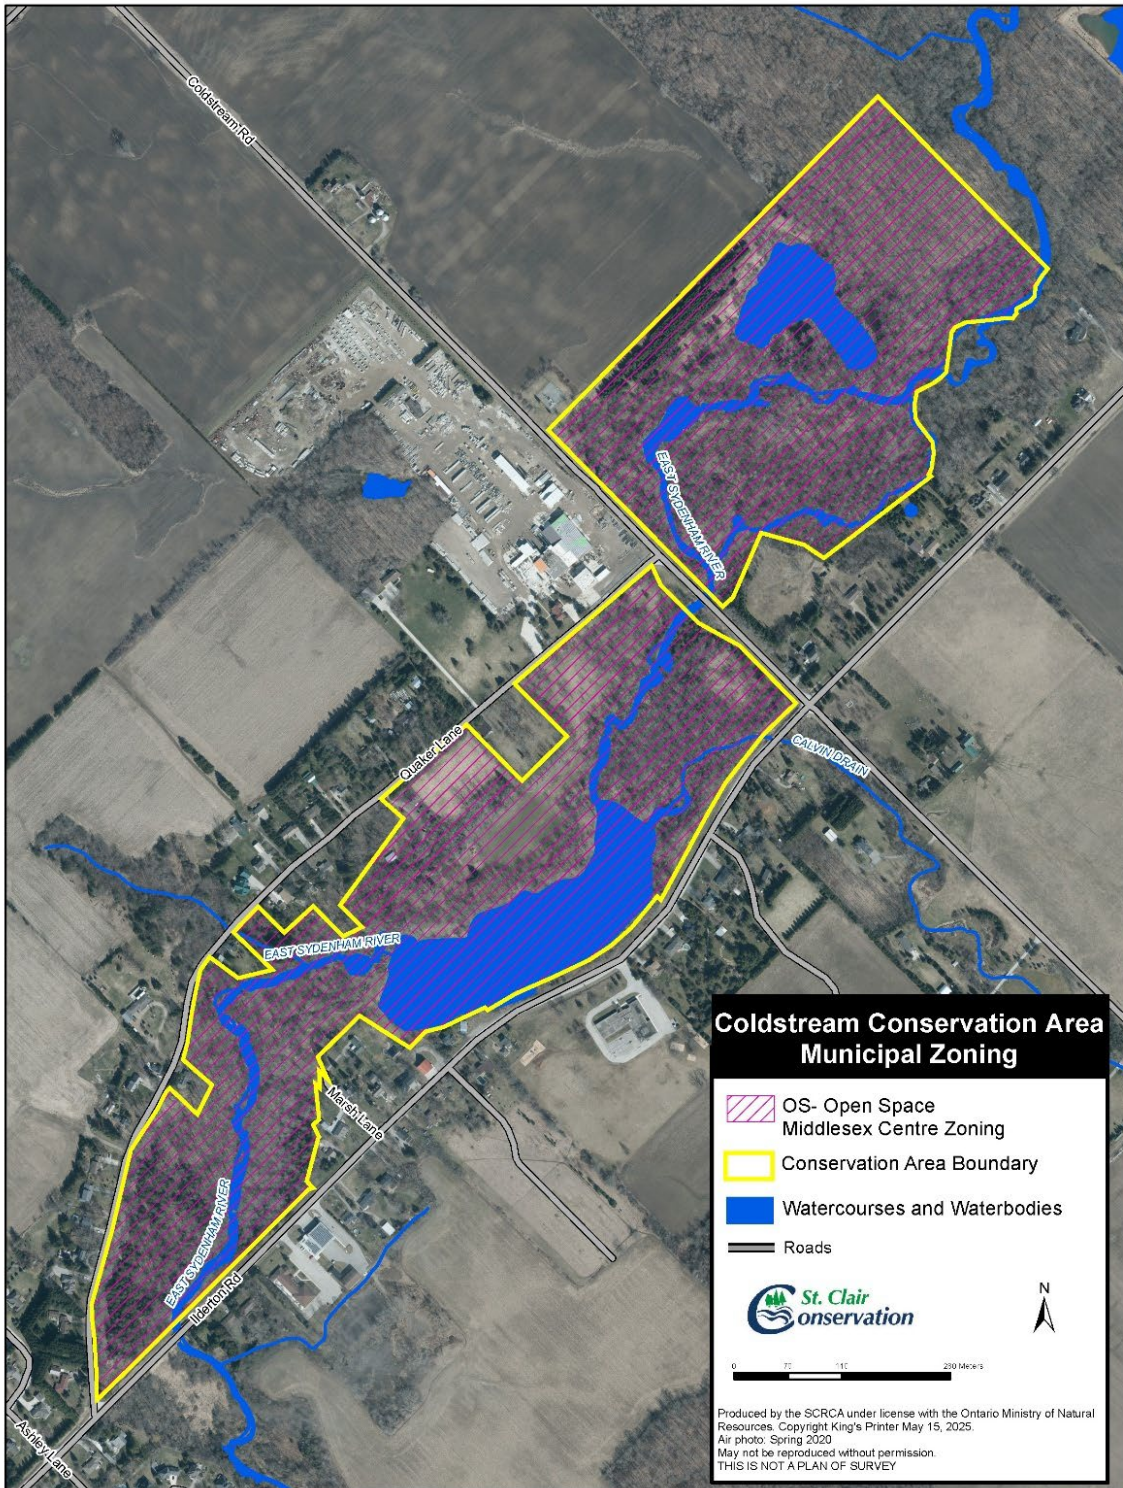 Coldstream Rd
EAST SYDENHAM RIVER
Quaker Lane
CALVIN DRAIN
EAST SYDENHAM RIVER
Marsh Lane
EAST SYDENHAM RIVER
Ilderton Rd
Ashley Lane
Coldstream Conservation Area
Municipal Zoning
OS- Open Space
Middlesex Centre Zoning
Conservation Area Boundary
Watercourses and Waterbodies
Roads
St. Clair
Conservation
N
0 280 Meters
Produced by the SCRCA under license with the Ontario Ministry of Natural
Resources. Copyright King's Printer May 15, 2025.
Air photo: Spring 2020
May not be reproduced without permission.
THIS IS NOT A PLAN OF SURVEY